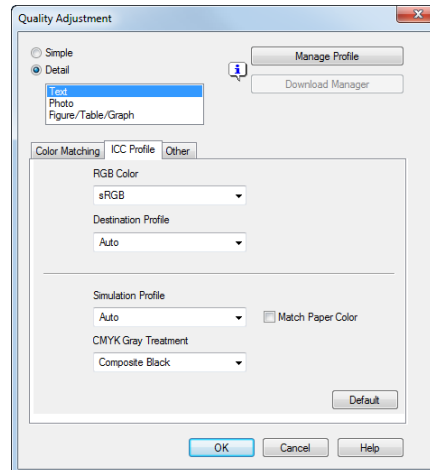 Quality Adjustment
Simple
Detail
Manage Profile
Download Manager
Text
Photo
Figure/Table/Graph
Color Matching ICC Profile Other
RGB Color
sRGB
Destination Profile
Auto
Simulation Profile
Auto Match Paper Color
CMYK Gray Treatment
Composite Black
Default
OK Cancel Help